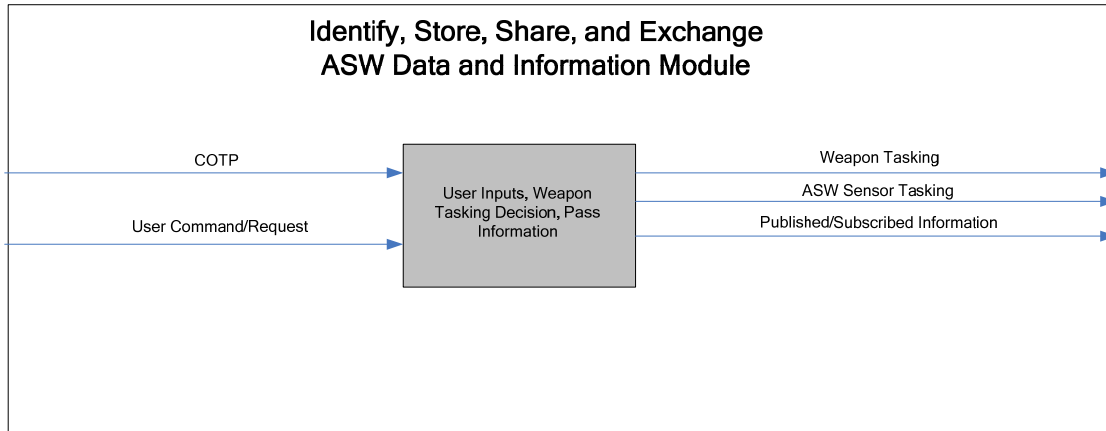 Identify, Store, Share, and Exchange
ASW Data and Information Module
COTP
User Command/Request
User Inputs, Weapon
Tasking Decision, Pass
Information
Weapon Tasking
ASW Sensor Tasking
Published/Subscribed Information